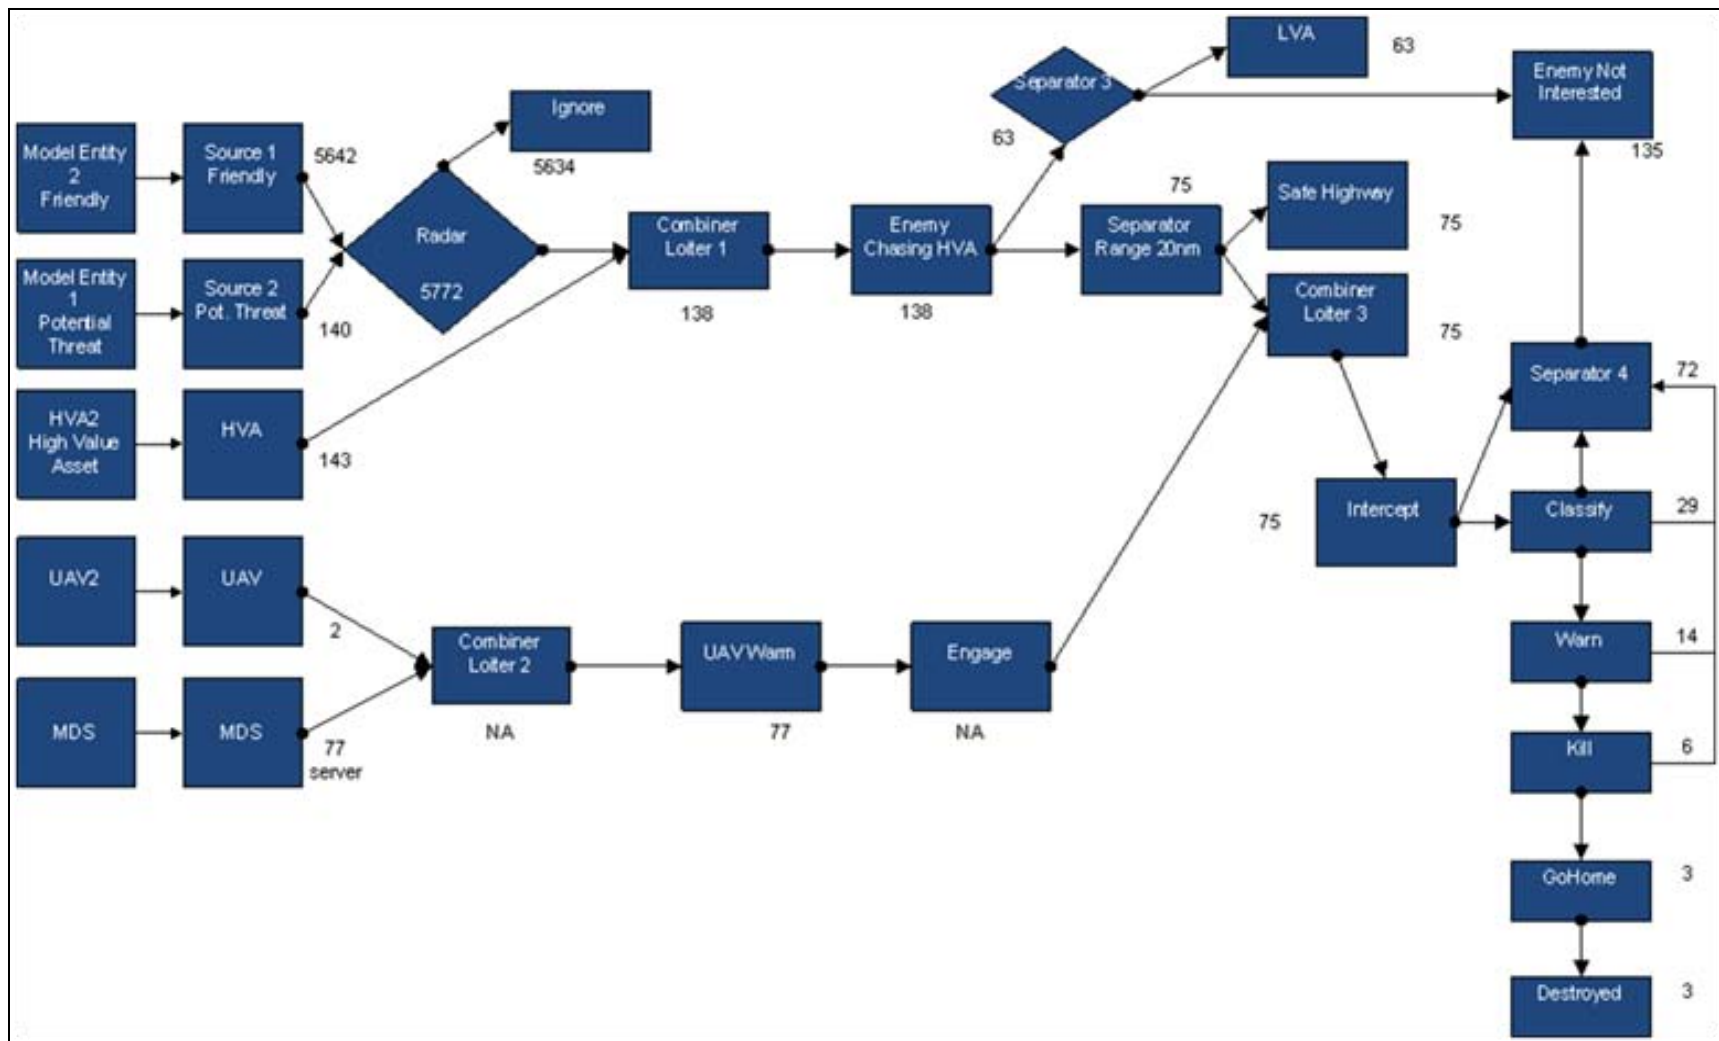 Model Entity
2
Friendly
Source 1
Friendly
5642
Model Entity
1
Potential
Threat
Source 2
Pot. Threat
140
HVA2
High Value
Asset
HVA
143
UAV2
UAV
2
MDS
MDS
77
server
Radar
5772
Ignore
5634
Combiner
Loiter 1
138
Enemy
Chasing HVA
138
Separator 3
63
LVA
63
Enemy Not
Interested
135
Separator
Range 20nm
75
Safe Highway
75
Combiner
Loiter 3
75
Combiner
Loiter 2
NA
UAV Warm
77
Engage
NA
Intercept
75
Separator 4
72
Classify
29
Warn
14
Kill
6
GoHome
3
Destroyed
3